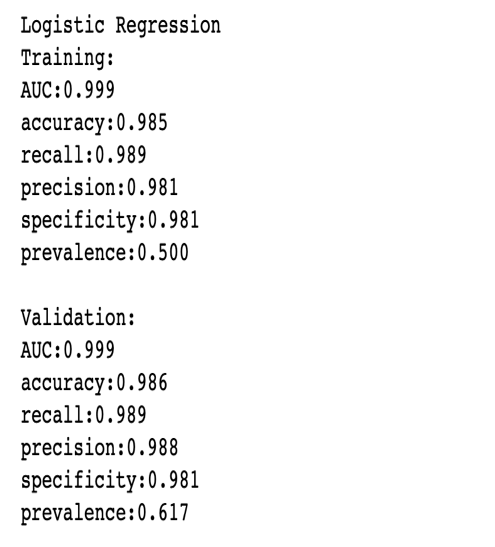 Logistic Regression
Training:
AUC:0.999
accuracy:0.985
recall:0.989
precision:0.981
specificity:0.981
prevalence:0.500

Validation:
AUC:0.999
accuracy:0.986
recall:0.989
precision:0.988
specificity:0.981
prevalence:0.617